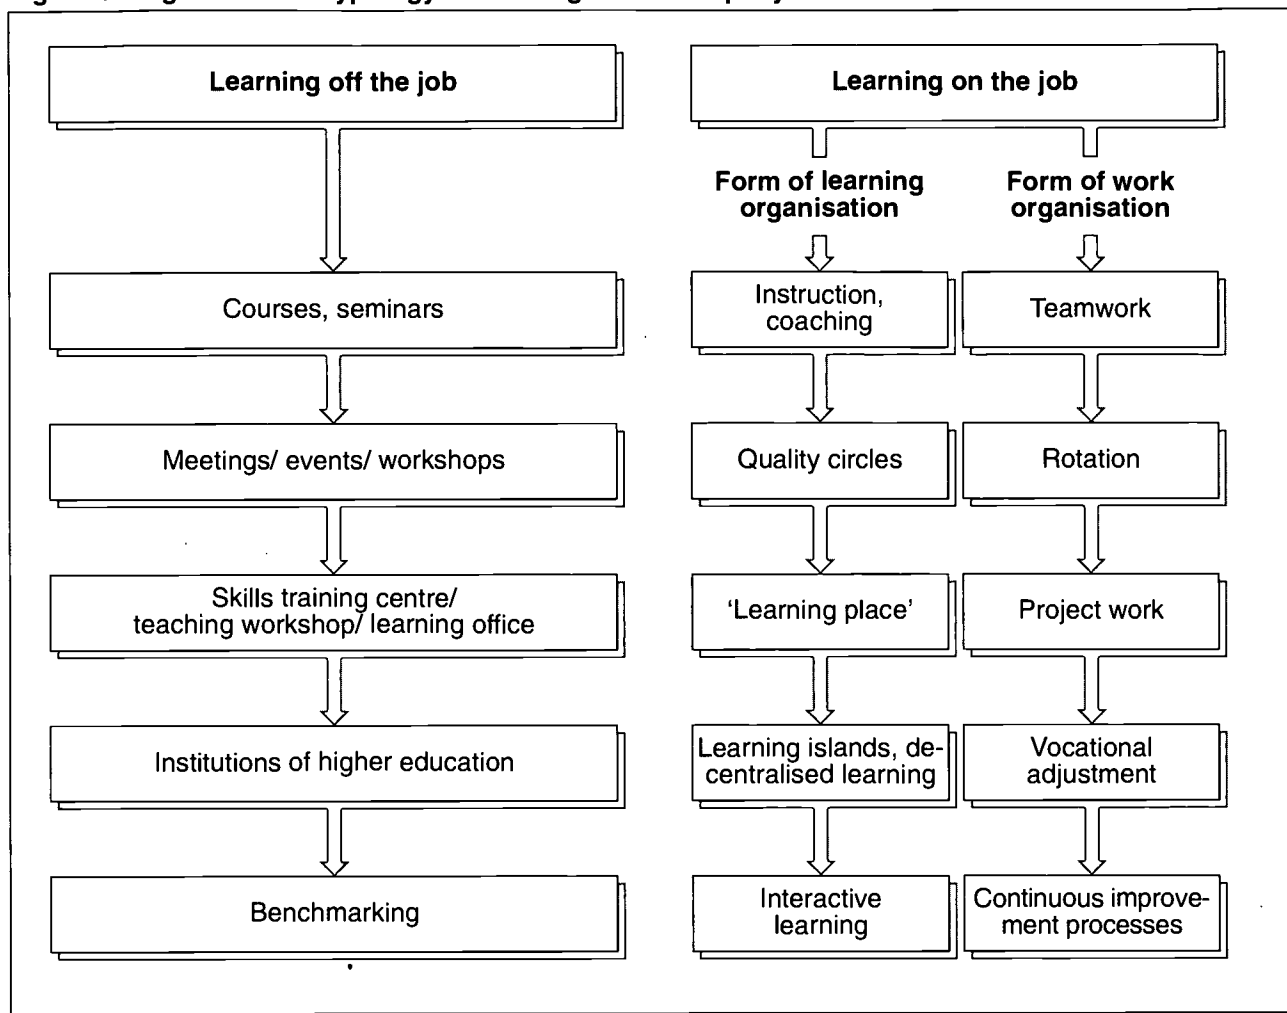 Learning off the job
Courses, seminars
Meetings/ events/ workshops
Skills training centre/
teaching workshop/ learning office
Institutions of higher education
Benchmarking
Learning on the job
Form of learning
organisation
Instruction,
coaching
Quality circles
'Learning place'
Learning islands, de-
centralised learning
Interactive
learning
Form of work
organisation
Teamwork
Rotation
Project work
Vocational
adjustment
Continuous improve-
ment processes